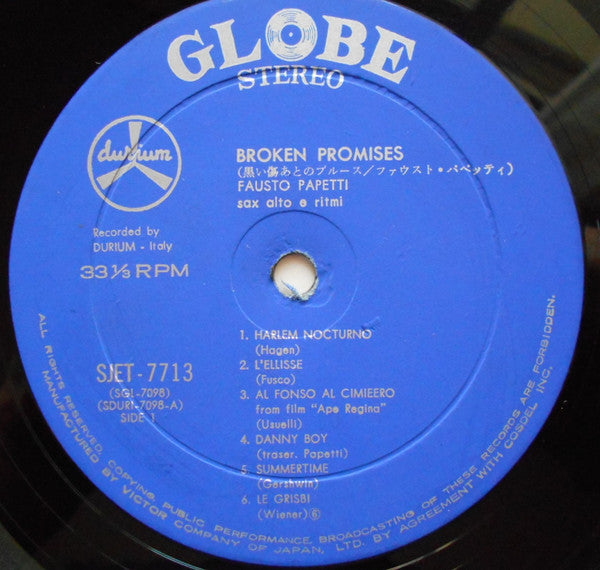 GLOBE
STEREO
durium
BROKEN PROMISES
(黒い傷あとのブルース/ファウスト・パペッティ)
FAUSTO PAPETTI
sax alto e ritmi
Recorded by
DURIUM - Italy
33 1/3 RPM
1. HARLEM NOCTURNO
(Hagen)
2. L'ELLISSE
(Fusco)
3. AL FONSO AL CIMIEERO
from film "Ape Regina"
(Usuelli)
4. DANNY BOY
(traser. Papetti)
5. SUMMERTIME
(Gershwin)
6. LE GRISBI
(Wiener)⑥
SJET-7713
(SGL-7098)
(SDURI-7098-A)
SIDE 1
ALL RIGHTS RESERVED. COPYING, PUBLIC PERFORMANCE, BROADCASTING OF THESE RECORDS ARE FORBIDDEN.
MANUFACTURED BY VICTOR COMPANY OF JAPAN, LTD. BY AGREEMENT WITH COSDEL INC.